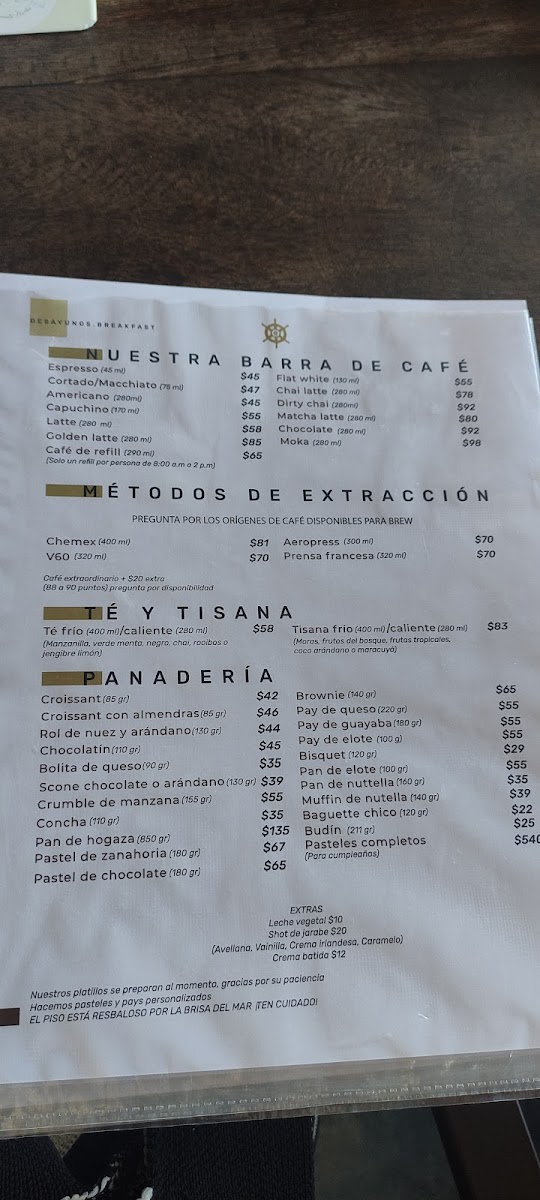 DESAYUNOS.BREAKFAST
NUESTRA BARRA DE CAFÉ
Espresso (45 ml) $45
Cortado/Macchiato (75 ml) $47
Americano (280ml) $45
Capuchino (170 ml) $55
Latte (280 ml) $58
Golden latte (280 ml) $85
Café de refill (290 ml) $65
(Solo un refill por persona de 8:00 a.m a 2 p.m)
Flat white (130 ml) $55
Chai latte (280 ml) $78
Dirty chai (280ml) $92
Matcha latte (280 ml) $80
Chocolate (280 ml) $92
Moka (280 ml) $98
MÉTODOS DE EXTRACCIÓN
PREGUNTA POR LOS ORÍGENES DE CAFÉ DISPONIBLES PARA BREW
Chemex (400 ml) $81
V60 (320 ml) $70
Aeropress (300 ml) $70
Prensa francesa (320 ml) $70
Café extraordinario + $20 extra
(88 a 90 puntos) pregunta por disponibilidad
TÉ Y TISANA
Té frío (400 ml)/caliente (280 ml) $58
(Manzanilla, verde menta, negro, chai, rooibos o
jengibre limón)
Tisana frio (400 ml)/caliente (280 ml) $83
(Moras, frutos del bosque, frutas tropicales,
coco arándano o maracuyá)
PANADERÍA
Croissant (85 gr) $42
Croissant con almendras (85 gr) $46
Rol de nuez y arándano (130 gr) $44
Chocolatín (110 gr) $45
Bolita de queso (90 gr) $35
Scone chocolate o arándano (130 gr) $39
Crumble de manzana (155 gr) $55
Concha (110 gr) $35
Pan de hogaza (850 gr) $135
Pastel de zanahoria (180 gr) $67
Pastel de chocolate (180 gr) $65
Brownie (140 gr) $65
Pay de queso (220 gr) $55
Pay de guayaba (180 gr) $55
Pay de elote (100 g) $55
Bisquet (120 gr) $29
Pan de elote (100 gr) $55
Pan de nuttella (160 gr) $35
Muffin de nutella (140 gr) $39
Baguette chico (120 gr) $22
Budín (211 gr) $25
Pasteles completos $540
(Para cumpleaños)
EXTRAS
Leche vegetal $10
Shot de jarabe $20
(Avellana, Vainilla, Crema irlandesa, Caramelo)
Crema batida $12
Nuestros platillos se preparan al momento, gracias por su paciencia
Hacemos pasteles y pays personalizados
EL PISO ESTÁ RESBALOSO POR LA BRISA DEL MAR ¡TEN CUIDADO!